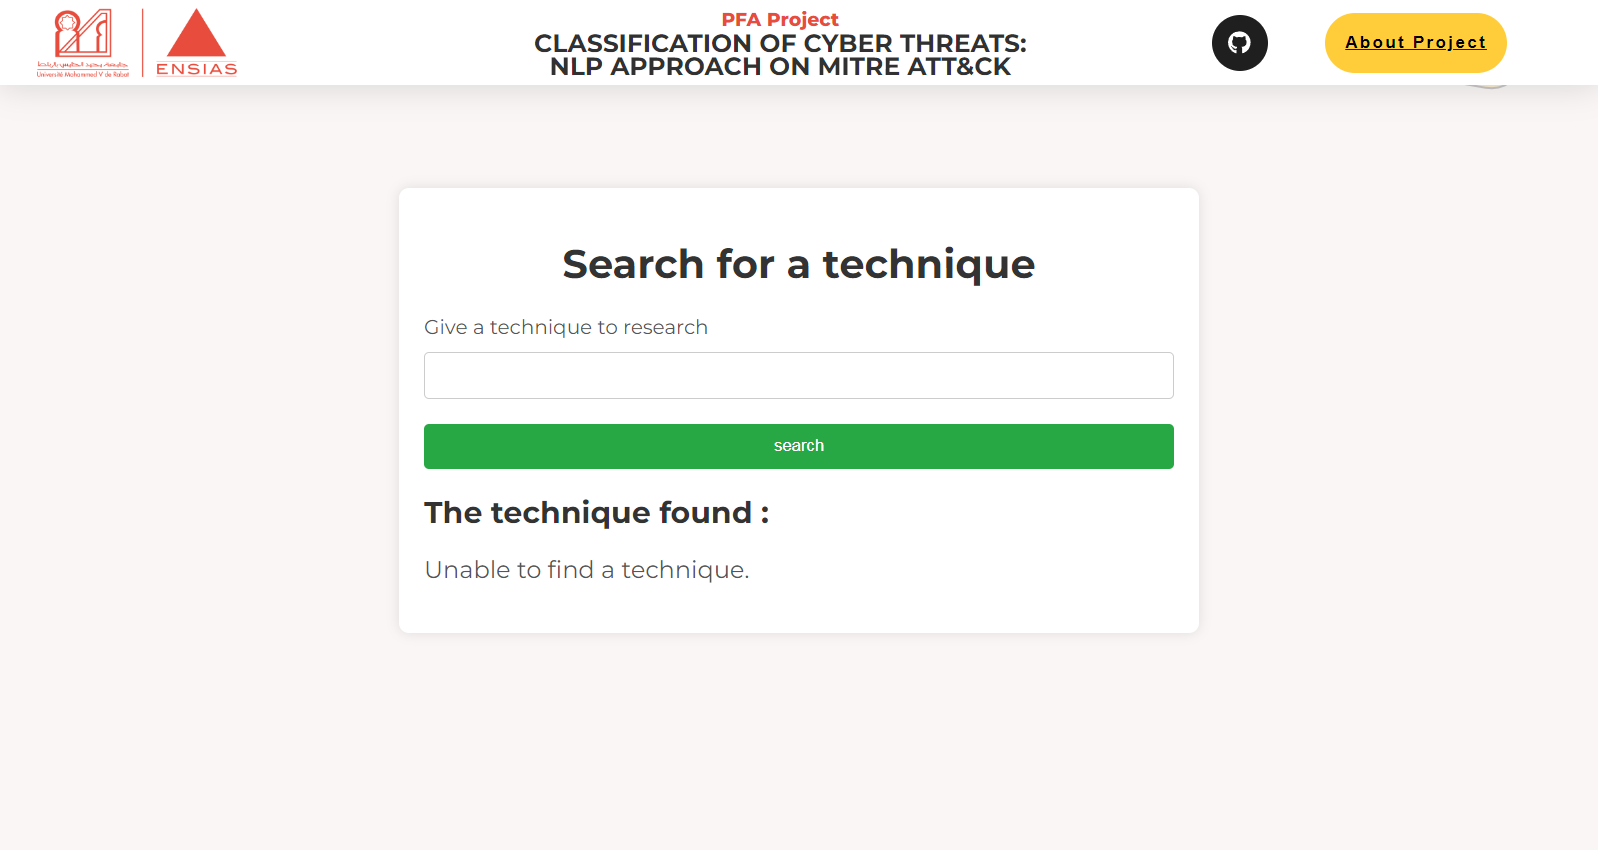 جامعة محمد الخامس بالرباط
Université Mohammed V de Rabat
ENSIAS
PFA Project
CLASSIFICATION OF CYBER THREATS:
NLP APPROACH ON MITRE ATT&CK
About Project
Search for a technique
Give a technique to research
search
The technique found :
Unable to find a technique.